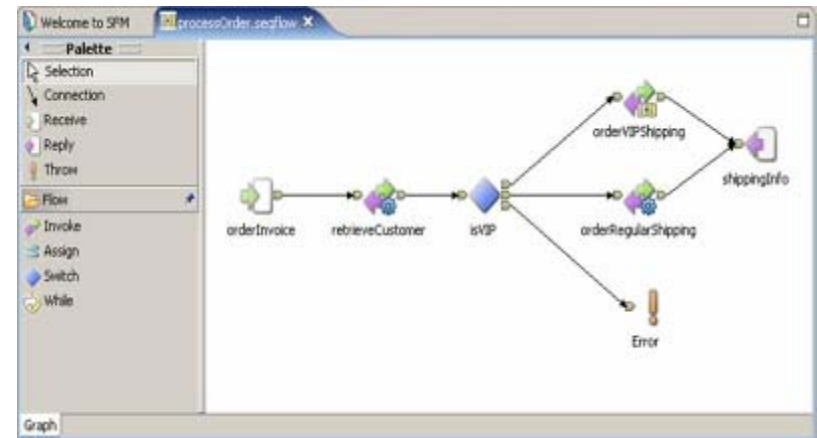 Welcome to SFM
processOrder.seqflow
Palette
Selection
Connection
Receive
Reply
Throw
Flow
Invoke
Assign
Switch
While
orderVIPShipping
shippingInfo
orderInvoice
retrieveCustomer
isVIP
orderRegularShipping
Error
Graph